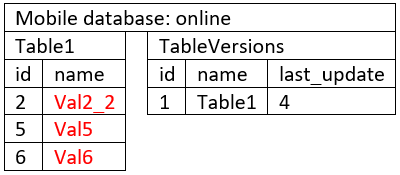 Mobile database: online
Table1 TableVersions
id name id name last_update
2 Val2_2 1 Table1 4
5 Val5
6 Val6